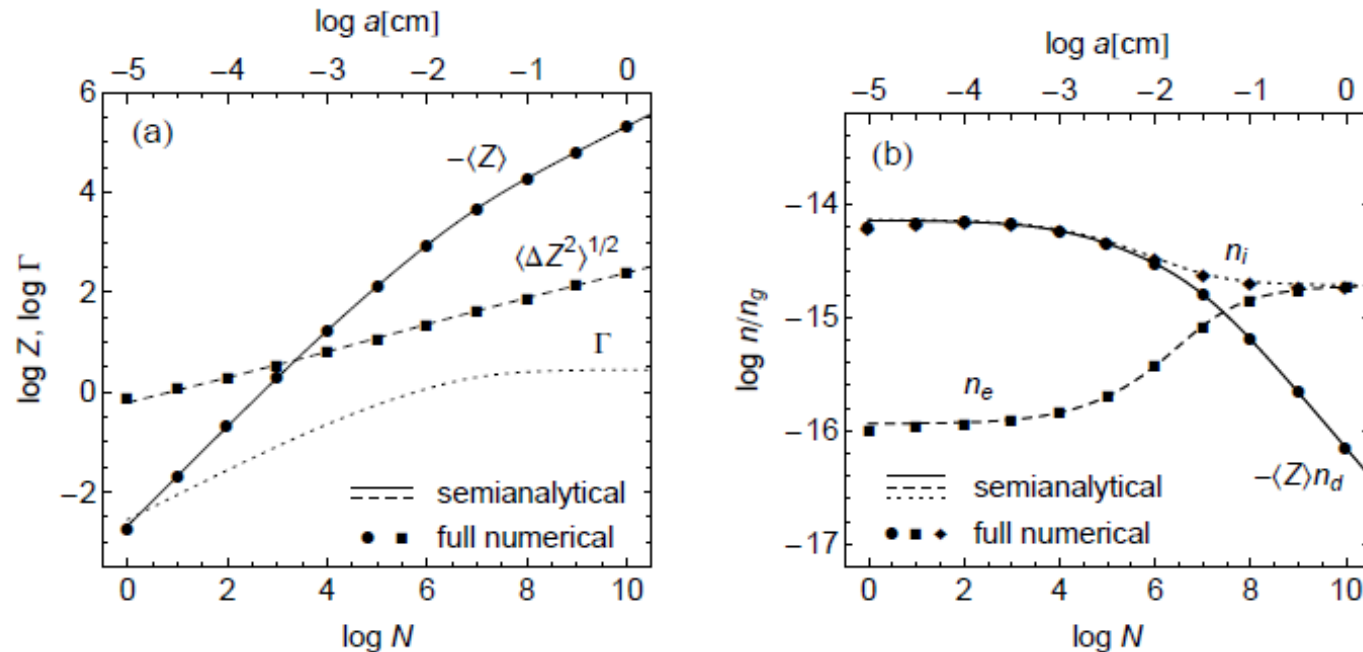 log a[cm]
−5 −4 −3 −2 −1 0
(a)
6
4
2
0
−2
log Z, log Γ
−⟨Z⟩
⟨ΔZ²⟩^1/2
Γ
semianalytical
full numerical
0 2 4 6 8 10
log N
log a[cm]
−5 −4 −3 −2 −1 0
(b)
−14
−15
−16
−17
log n/n_g
n_i
n_e
−⟨Z⟩n_d
semianalytical
full numerical
0 2 4 6 8 10
log N